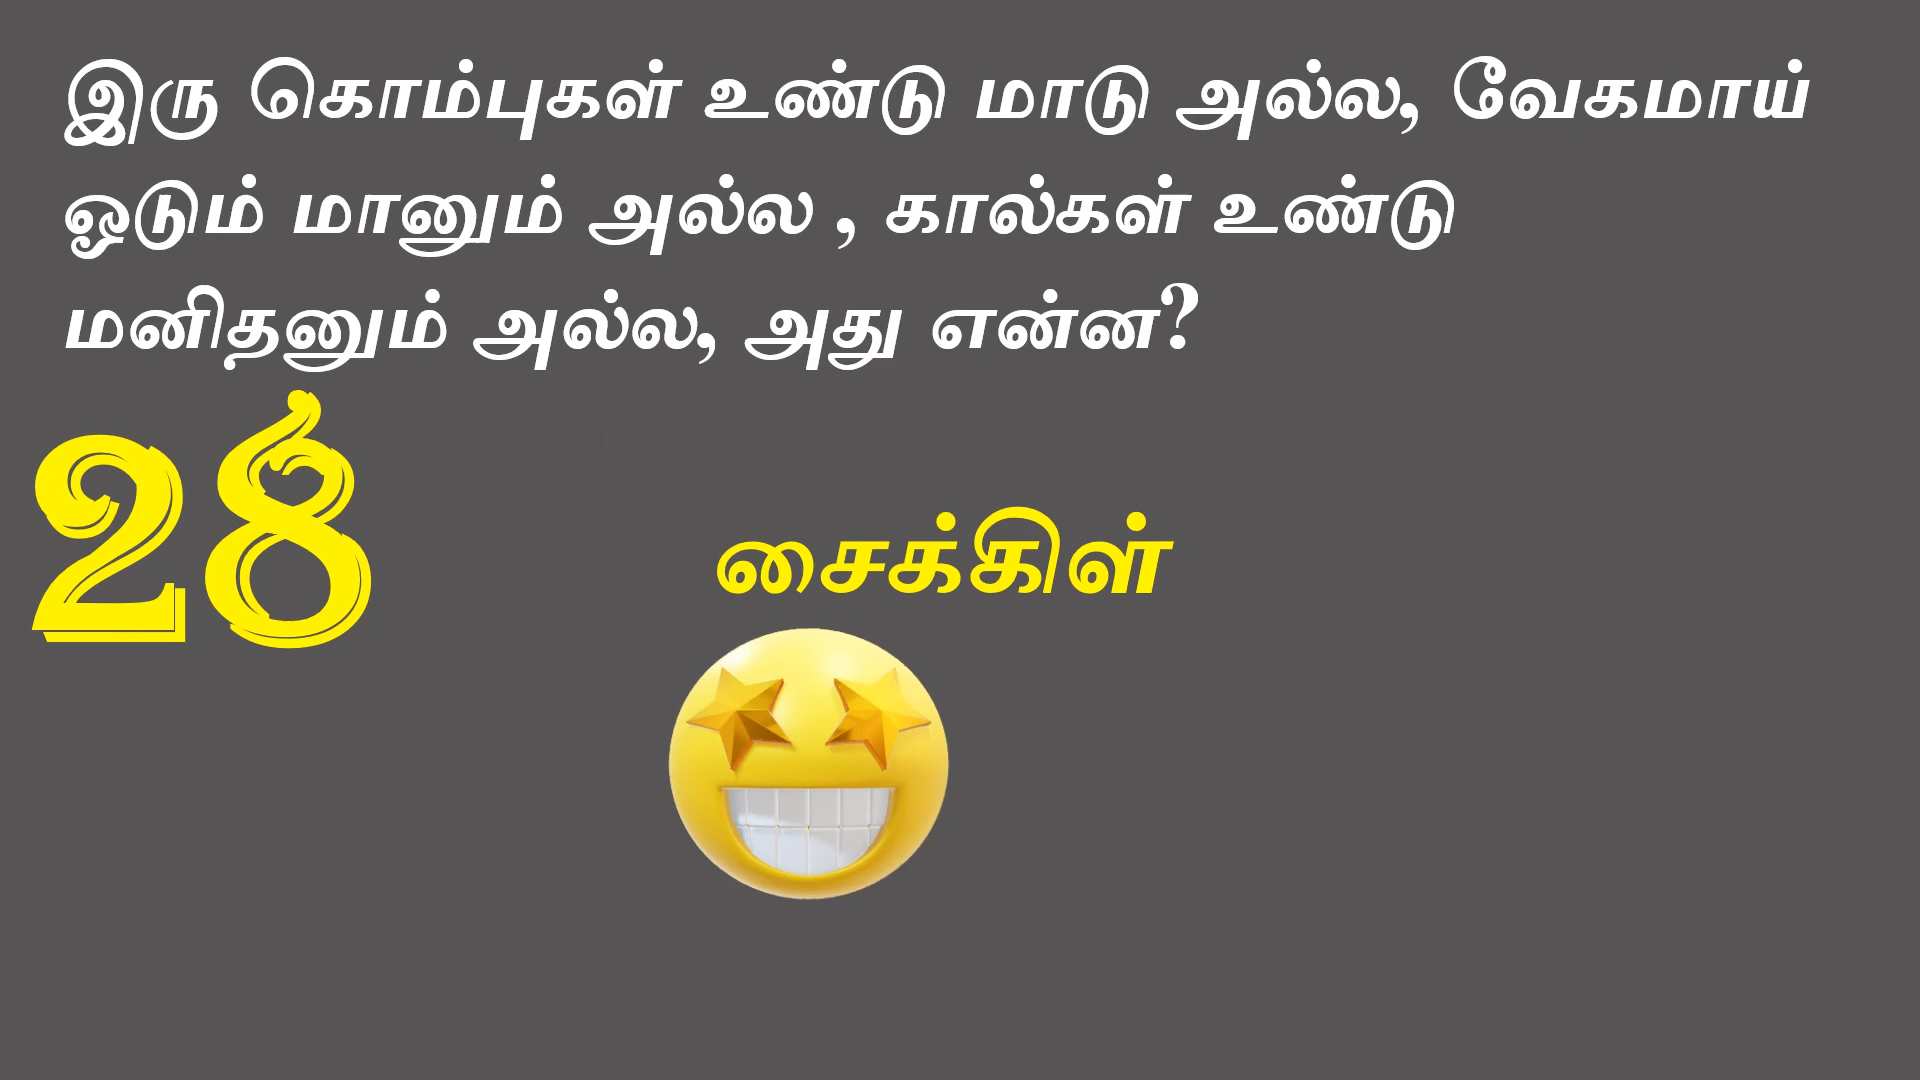 இரு கொம்புகள் உண்டு மாடு அல்ல, வேகமாய்
ஓடும் மானும் அல்ல , கால்கள் உண்டு
மனிதனும் அல்ல, அது என்ன?
28
சைக்கிள்